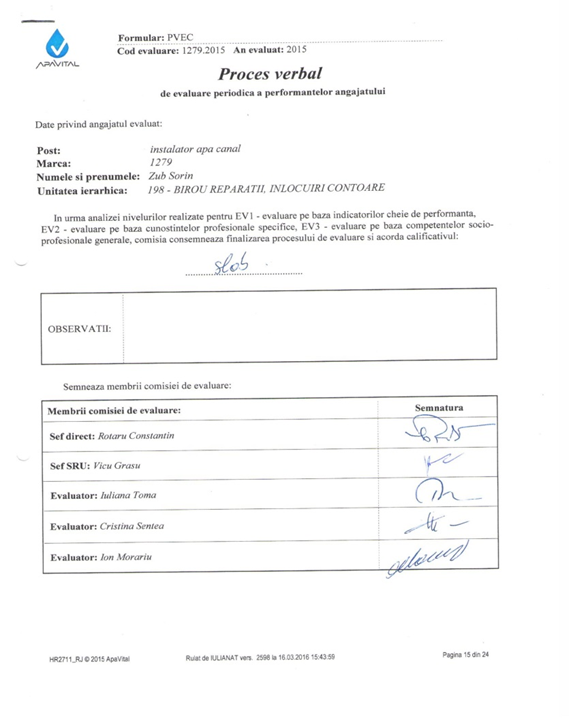 APAVITAL
Formular: PVEC
Cod evaluare: 1279.2015 An evaluat: 2015
Proces verbal
de evaluare periodica a performantelor angajatului
Date privind angajatul evaluat:
Post: instalator apa canal
Marca: 1279
Numele si prenumele: Zub Sorin
Unitatea ierarhica: 198 - BIROU REPARATII, INLOCUIRI CONTOARE
In urma analizei nivelurilor realizate pentru EV1 - evaluare pe baza indicatorilor cheie de performanta,
EV2 - evaluare pe baza cunostintelor profesionale specifice, EV3 - evaluare pe baza competentelor socio-
profesionale generale, comisia consemneaza finalizarea procesului de evaluare si acorda calificativul:
slab
OBSERVATII:
Semneaza membrii comisiei de evaluare:
Membrii comisiei de evaluare: Semnatura
Sef direct: Rotaru Constantin
Sef SRU: Vicu Grasu
Evaluator: Iuliana Toma
Evaluator: Cristina Sentea
Evaluator: Ion Morariu
HR2711_RJ © 2015 ApaVital Rulat de IULIANAT vers. 2598 la 16.03.2016 15:43:59 Pagina 15 din 24